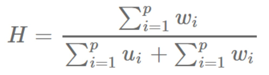 H = \frac{\sum_{i=1}^{p} w_i}{\sum_{i=1}^{p} u_i + \sum_{i=1}^{p} w_i}